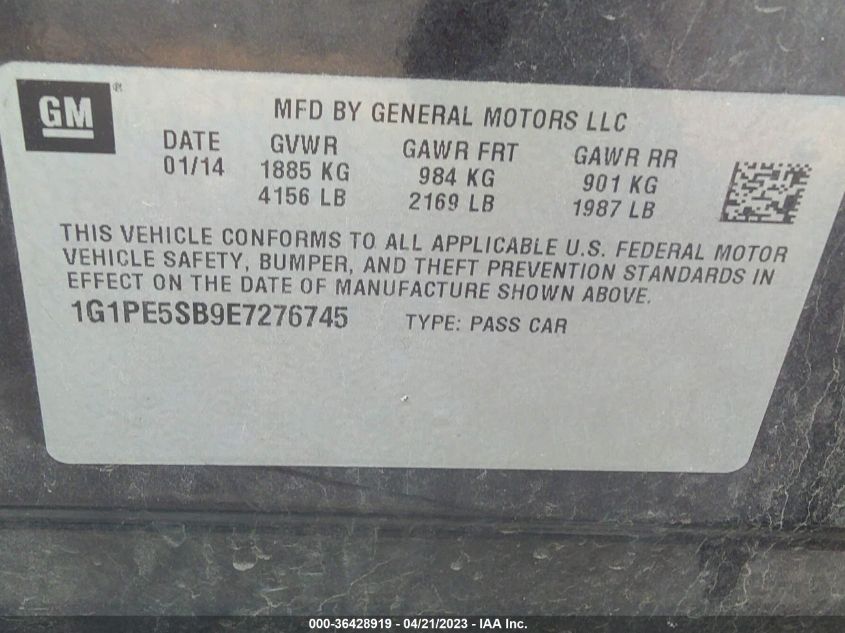 GM ®
MFD BY GENERAL MOTORS LLC
DATE GVWR GAWR FRT GAWR RR
01/14 1885 KG 984 KG 901 KG
4156 LB 2169 LB 1987 LB
THIS VEHICLE CONFORMS TO ALL APPLICABLE U.S. FEDERAL MOTOR
VEHICLE SAFETY, BUMPER, AND THEFT PREVENTION STANDARDS IN
EFFECT ON THE DATE OF MANUFACTURE SHOWN ABOVE.
1G1PE5SB9E7276745 TYPE: PASS CAR
000-36428919 - 04/21/2023 - IAA Inc.